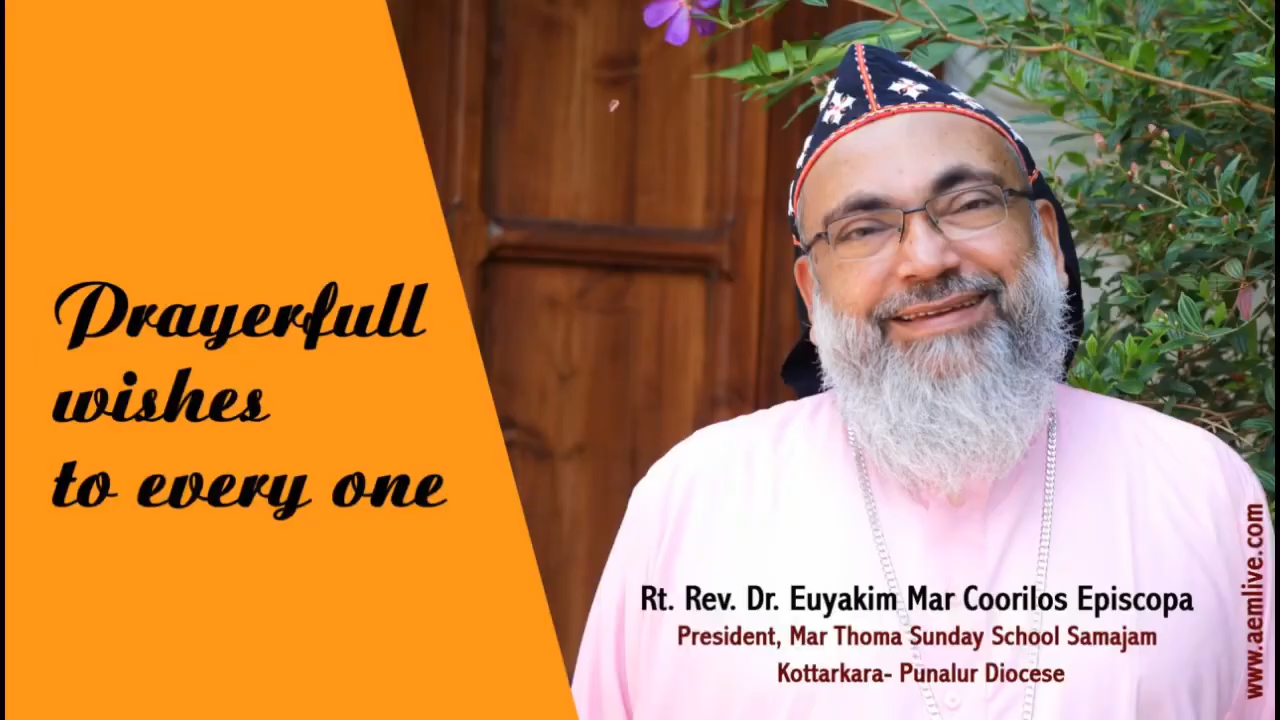 Prayerfull
wishes
to every one
Rt. Rev. Dr. Euyakim Mar Coorilos Episcopa
President, Mar Thoma Sunday School Samajam
Kottarkara- Punalur Diocese
www.aemlive.com